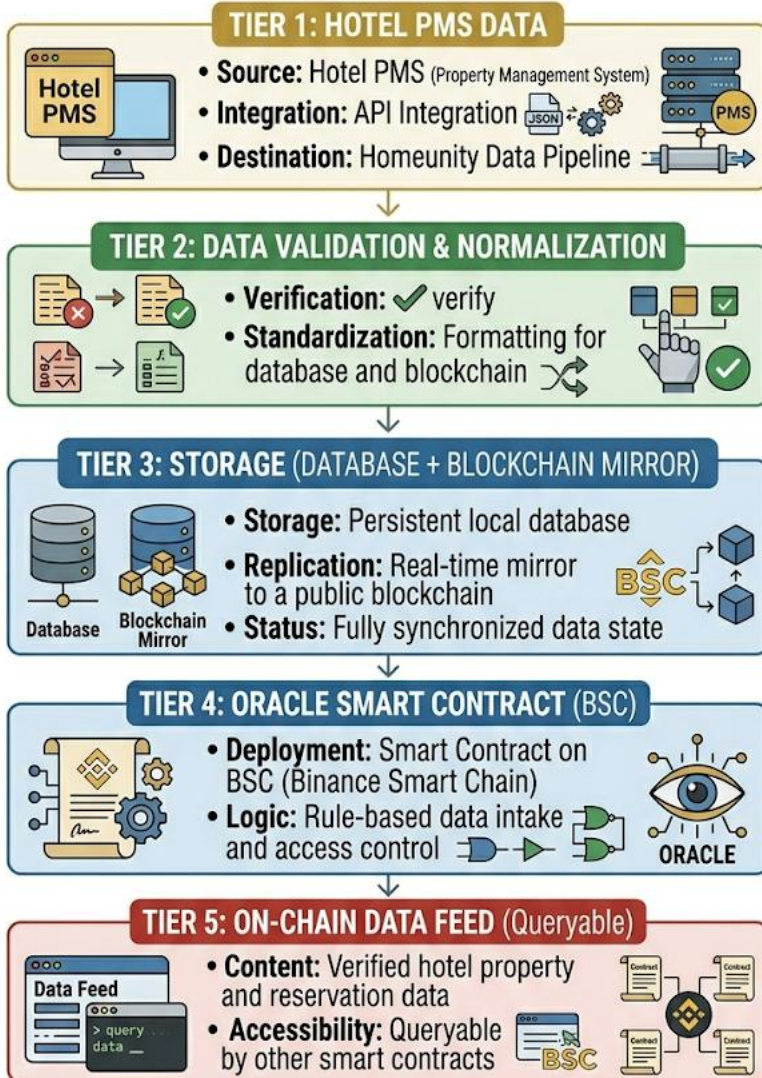 TIER 1: HOTEL PMS DATA
Hotel
PMS
• Source: Hotel PMS (Property Management System)
• Integration: API Integration
JSON
• Destination: Homeunity Data Pipeline
PMS
TIER 2: DATA VALIDATION & NORMALIZATION
• Verification: ✓ verify
• Standardization: Formatting for
database and blockchain
TIER 3: STORAGE (DATABASE + BLOCKCHAIN MIRROR)
Database
Blockchain
Mirror
• Storage: Persistent local database
• Replication: Real-time mirror
to a public blockchain
• Status: Fully synchronized data state
BSC
TIER 4: ORACLE SMART CONTRACT (BSC)
• Deployment: Smart Contract on
BSC (Binance Smart Chain)
• Logic: Rule-based data intake
and access control
ORACLE
TIER 5: ON-CHAIN DATA FEED (Queryable)
Data Feed
> query ...
data _
• Content: Verified hotel property
and reservation data
• Accessibility: Queryable
by other smart contracts
BSC
Contract
Contract
Contract
Contract